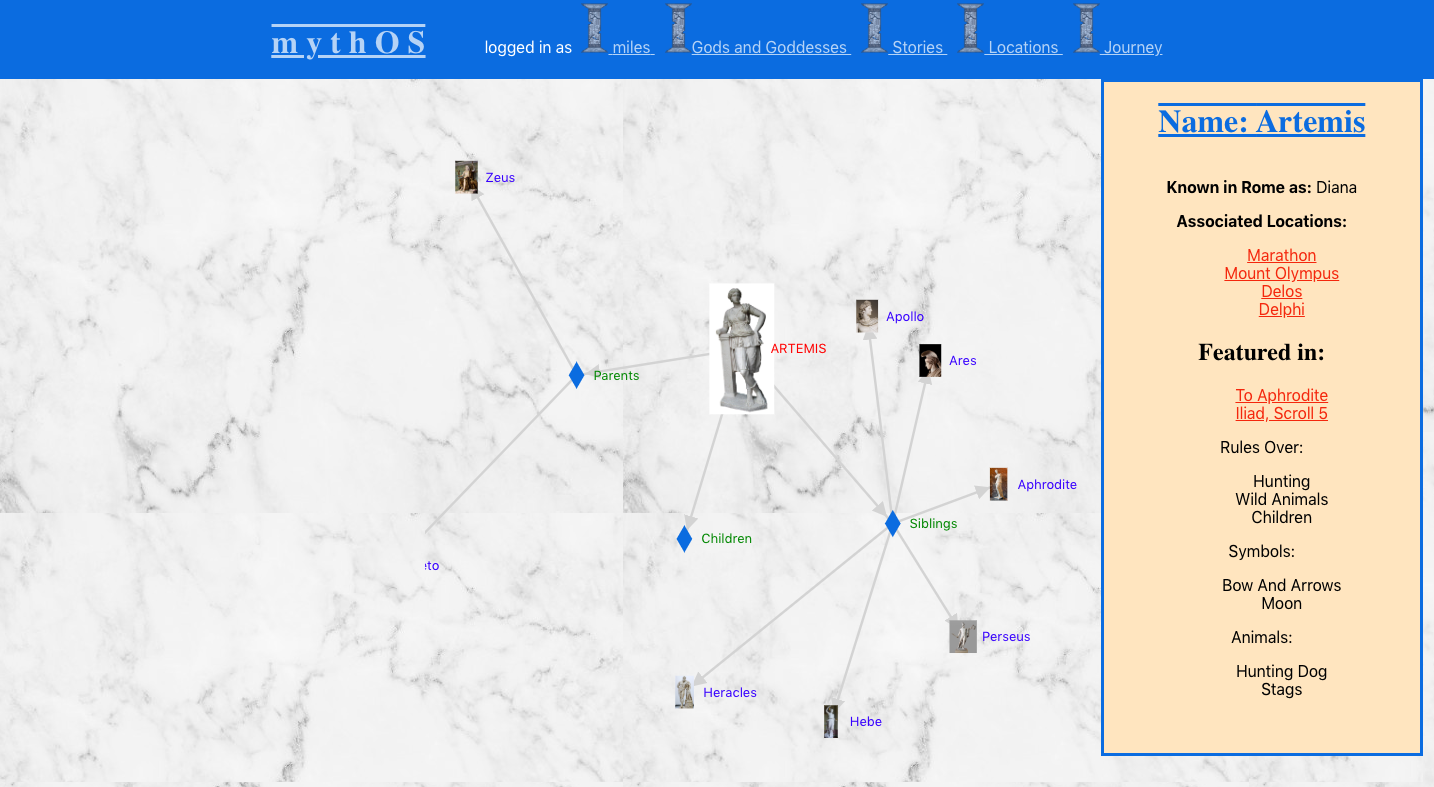 m y t h O S
logged in as miles Gods and Goddesses Stories Locations Journey
Zeus
Parents
ARTEMIS
Apollo
Ares
Aphrodite
Siblings
Children
eto
Perseus
Heracles
Hebe
Name: Artemis
Known in Rome as: Diana
Associated Locations:
Marathon
Mount Olympus
Delos
Delphi
Featured in:
To Aphrodite
Iliad, Scroll 5
Rules Over:
Hunting
Wild Animals
Children
Symbols:
Bow And Arrows
Moon
Animals:
Hunting Dog
Stags